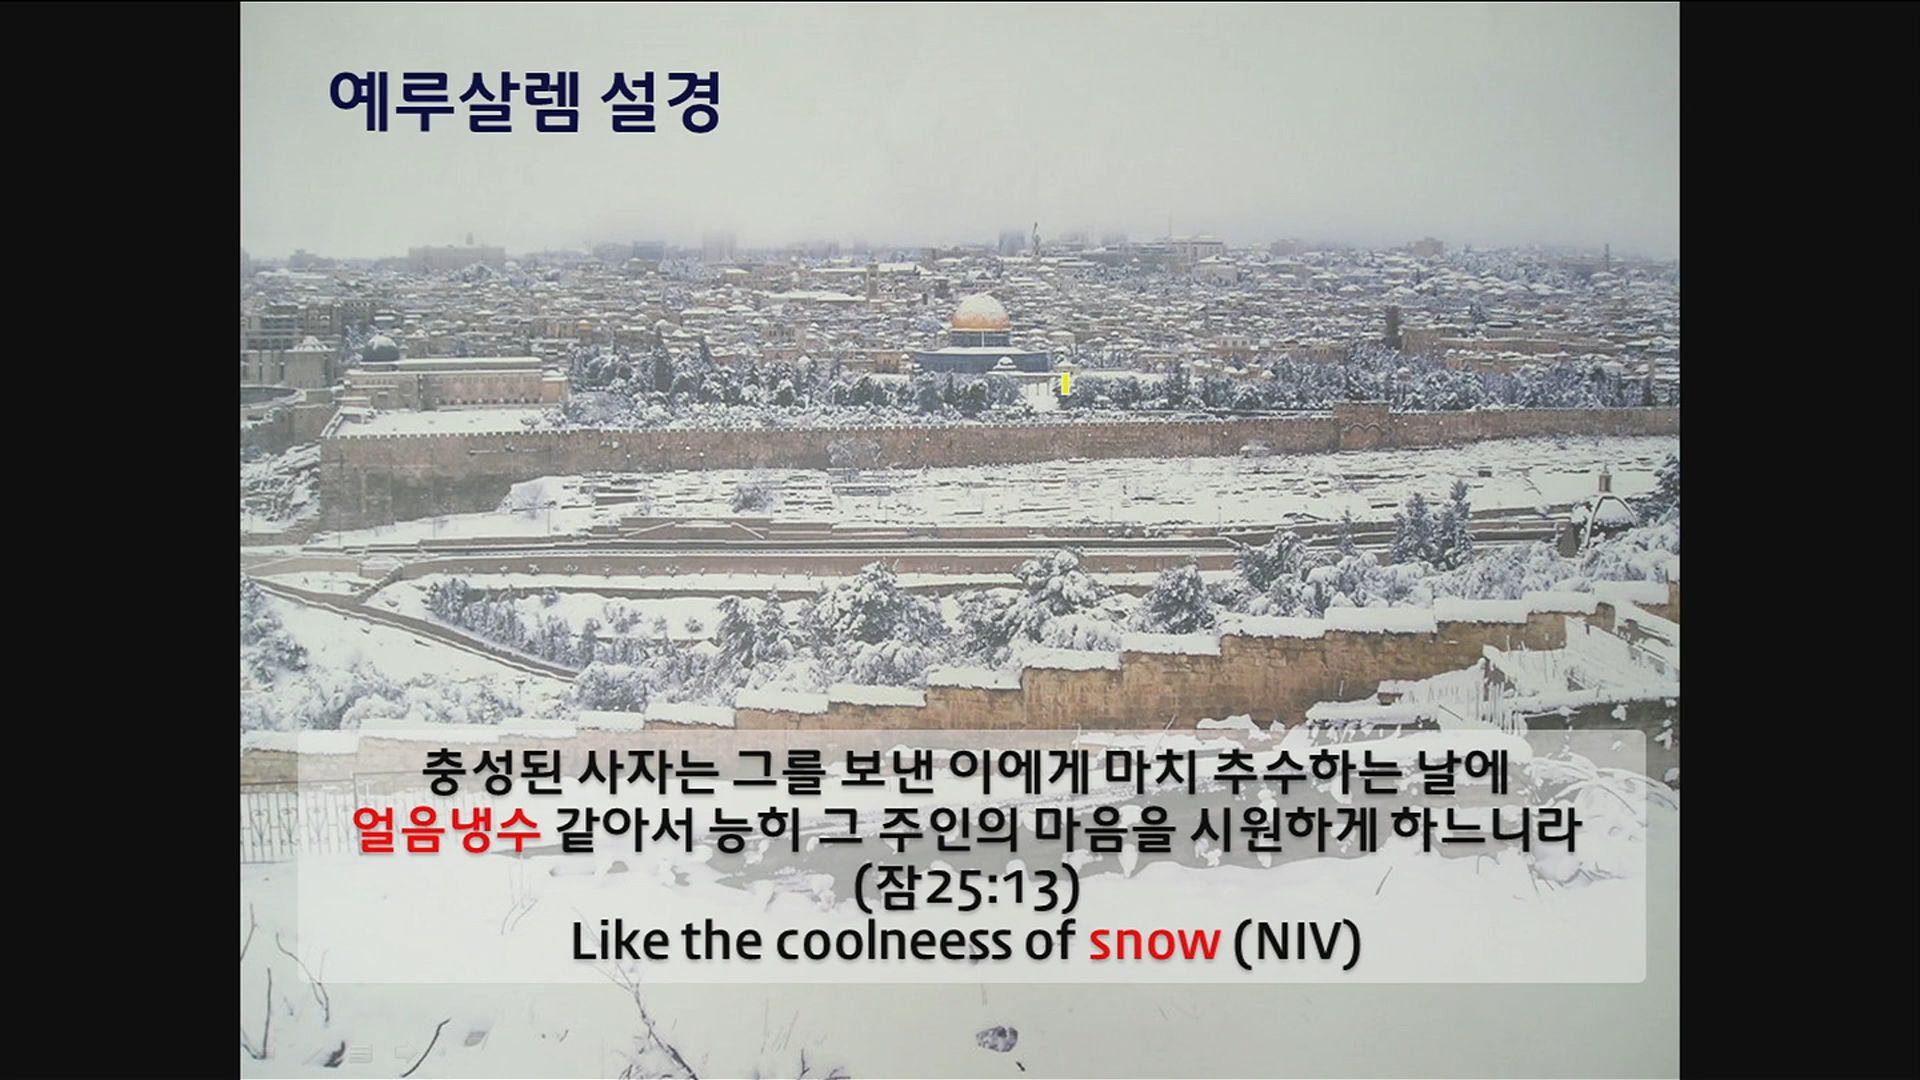 예루살렘 설경
충성된 사자는 그를 보낸 이에게 마치 추수하는 날에
얼음냉수 같아서 능히 그 주인의 마음을 시원하게 하느니라
(잠25:13)
Like the coolneess of snow (NIV)